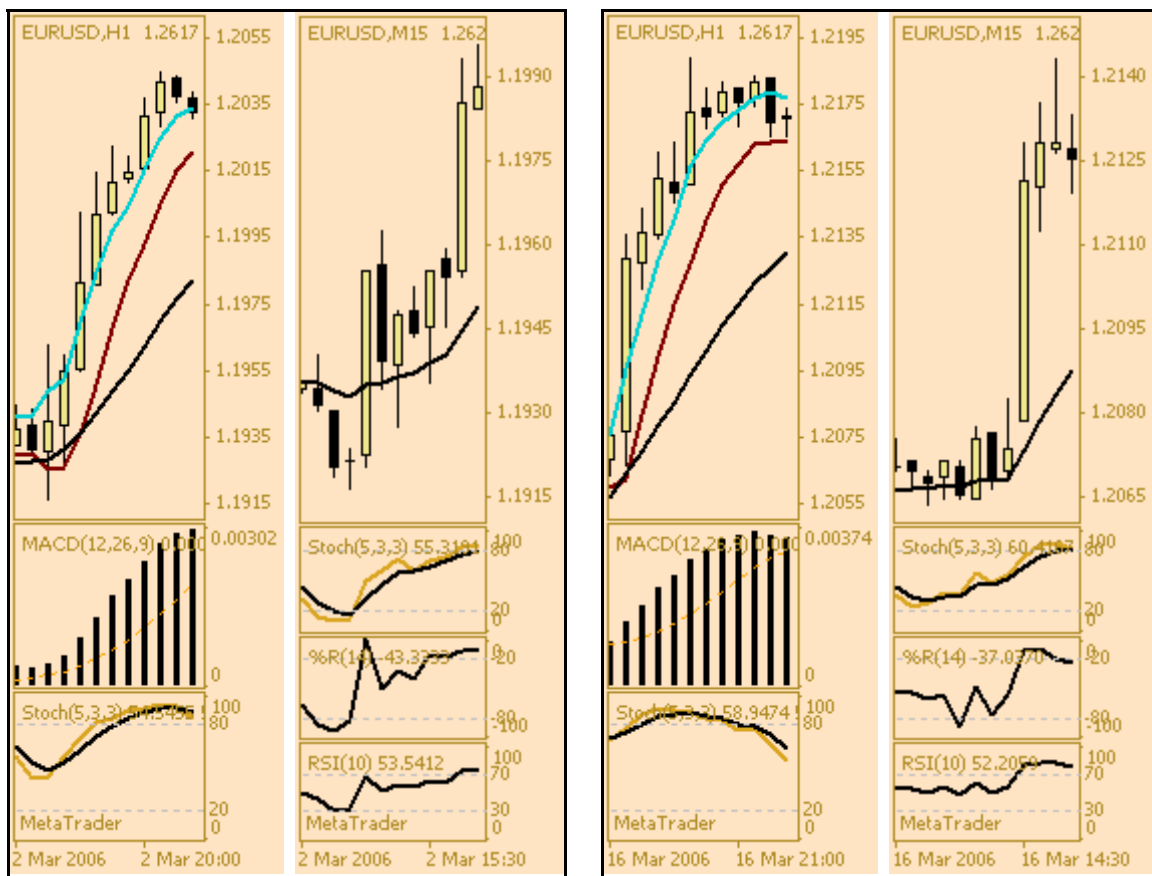 EURUSD,H1 1.2617
1.2055
1.2035
1.2015
1.1995
1.1975
1.1955
1.1935
1.1915
MACD(12,26,9) 0.000
0.00302
0
Stoch(5,3,3)
100
80
20
0
MetaTrader
2 Mar 2006
2 Mar 20:00
EURUSD,M15 1.262
1.1990
1.1975
1.1960
1.1945
1.1930
1.1915
Stoch(5,3,3) 55.3191
100
80
20
0
%R(14) -43.3333
0
-20
-80
-100
RSI(10) 53.5412
100
70
30
0
MetaTrader
2 Mar 2006
2 Mar 15:30
EURUSD,H1 1.2617
1.2195
1.2175
1.2155
1.2135
1.2115
1.2095
1.2075
1.2055
MACD(12,26,9) 0.000
0.00374
0
Stoch(5,3,3) 58.9474
100
80
20
0
MetaTrader
16 Mar 2006
16 Mar 21:00
EURUSD,M15 1.262
1.2140
1.2125
1.2110
1.2095
1.2080
1.2065
Stoch(5,3,3)
100
80
20
0
%R(14) -37.0370
0
-20
-80
-100
RSI(10) 52.2059
100
70
30
0
MetaTrader
16 Mar 2006
16 Mar 14:30